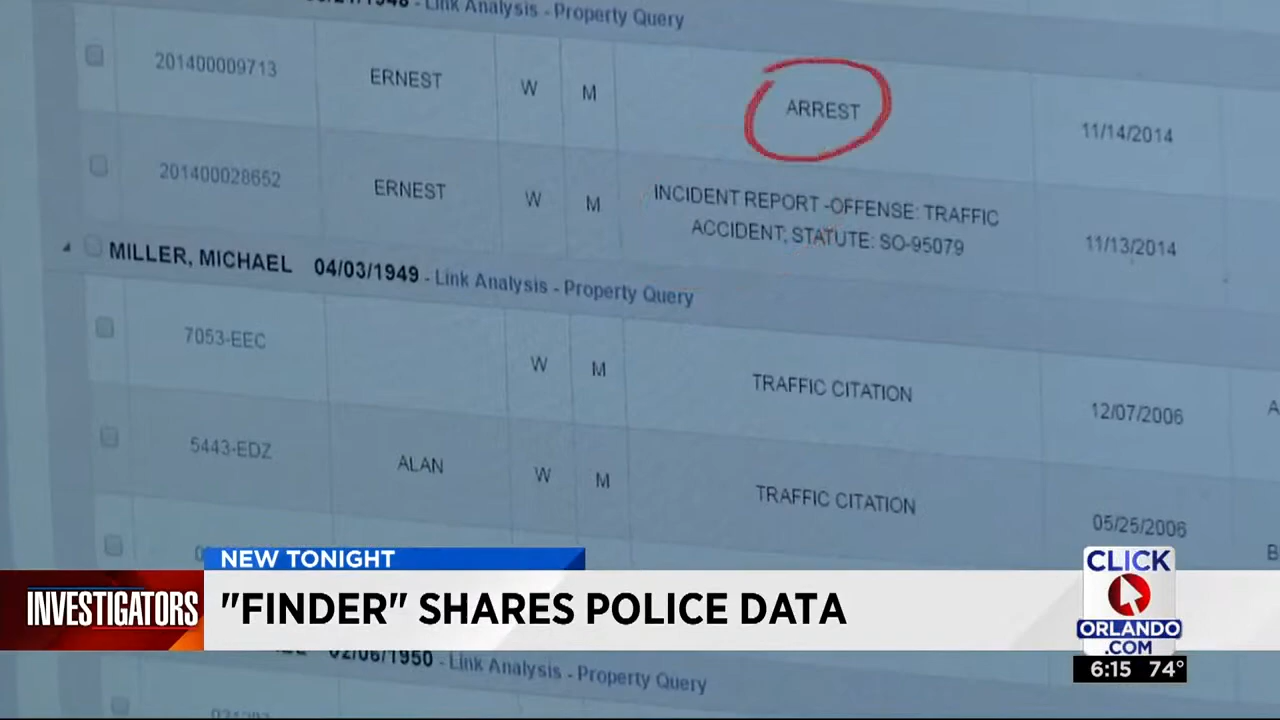 - Link Analysis - Property Query
201400009713 ERNEST W M ARREST 11/14/2014
201400028652 ERNEST W M INCIDENT REPORT -OFFENSE: TRAFFIC
ACCIDENT; STATUTE: SO-95079 11/13/2014
MILLER, MICHAEL 04/03/1949 - Link Analysis - Property Query
7053-EEC W M TRAFFIC CITATION 12/07/2006
5443-EDZ ALAN W M TRAFFIC CITATION 05/25/2006
NEW TONIGHT
INVESTIGATORS
"FINDER" SHARES POLICE DATA
CLICK
ORLANDO
.COM
6:15 74°
02/06/1950 - Link Analysis - Property Query